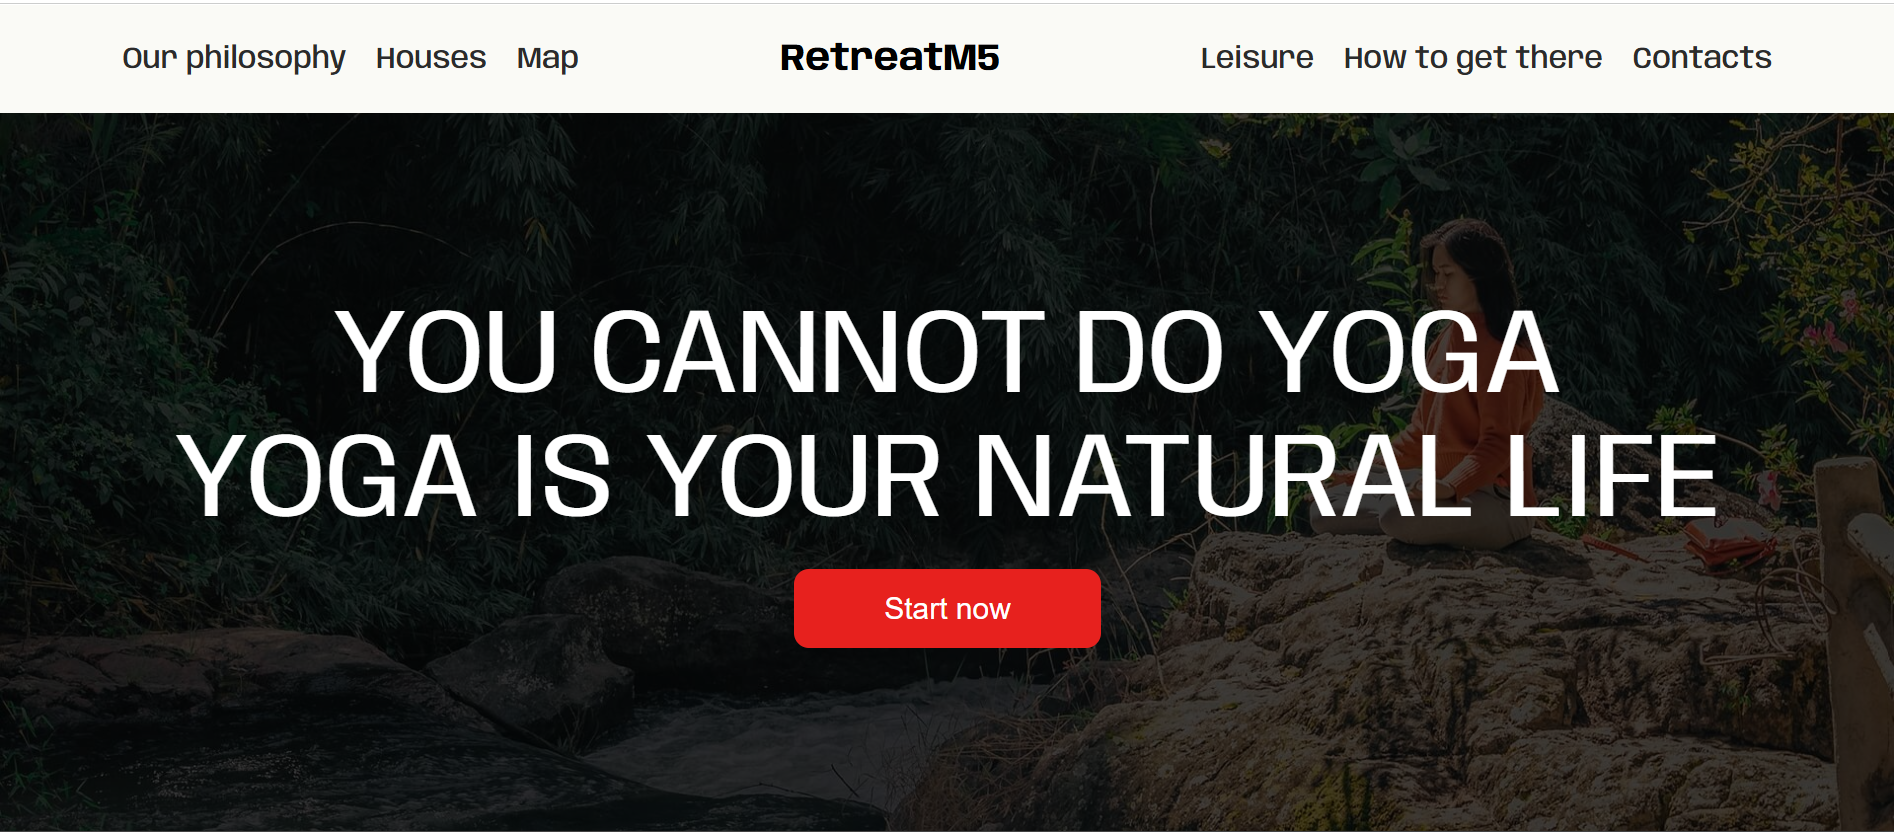 Our philosophy Houses Map RetreatM5 Leisure How to get there Contacts
YOU CANNOT DO YOGA
YOGA IS YOUR NATURAL LIFE
Start now